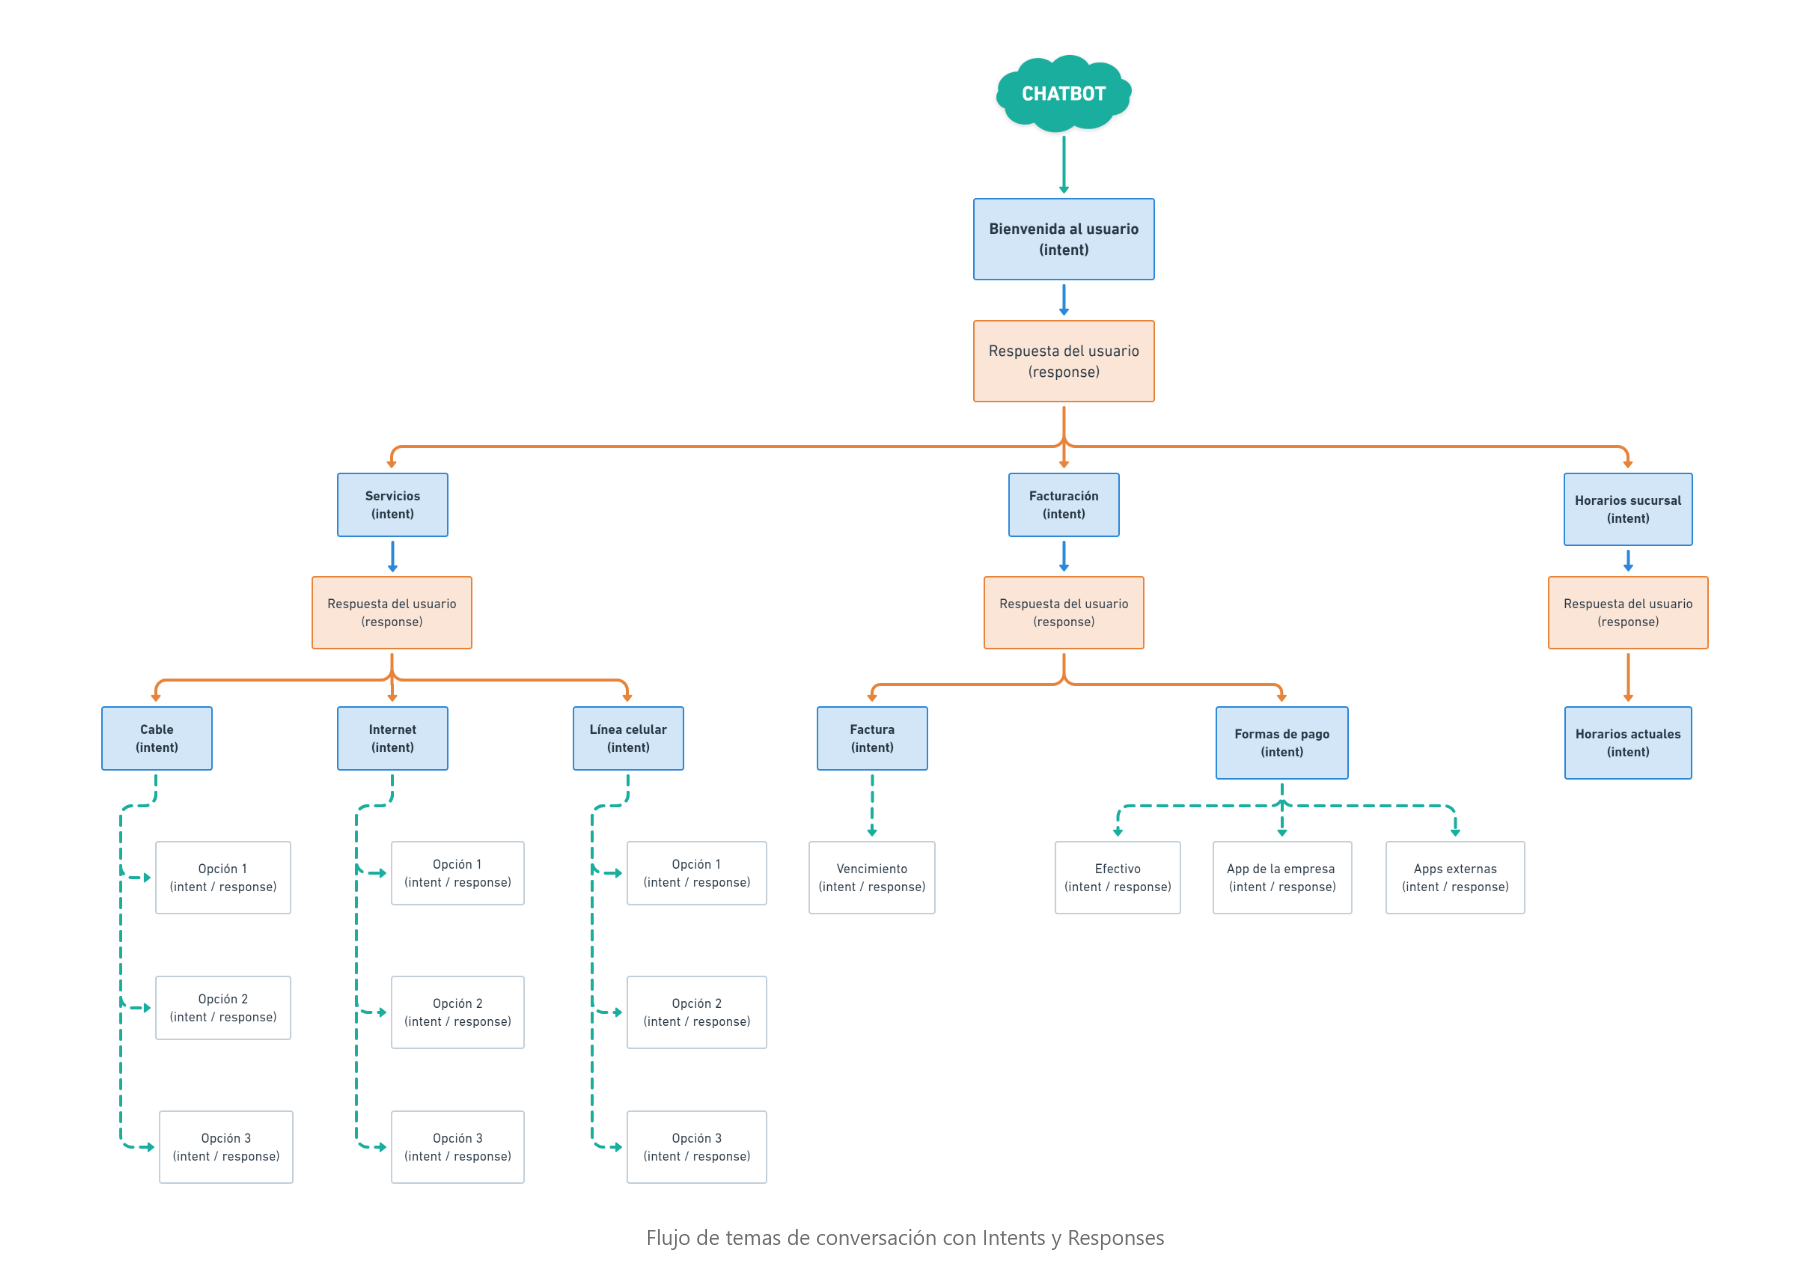 CHATBOT
Bienvenida al usuario
(intent)
Respuesta del usuario
(response)
Servicios
(intent)
Facturación
(intent)
Horarios sucursal
(intent)
Respuesta del usuario
(response)
Respuesta del usuario
(response)
Respuesta del usuario
(response)
Cable
(intent)
Internet
(intent)
Línea celular
(intent)
Factura
(intent)
Formas de pago
(intent)
Horarios actuales
(intent)
Opción 1
(intent / response)
Opción 1
(intent / response)
Opción 1
(intent / response)
Vencimiento
(intent / response)
Efectivo
(intent / response)
App de la empresa
(intent / response)
Apps externas
(intent / response)
Opción 2
(intent / response)
Opción 2
(intent / response)
Opción 2
(intent / response)
Opción 3
(intent / response)
Opción 3
(intent / response)
Opción 3
(intent / response)
Flujo de temas de conversación con Intents y Responses